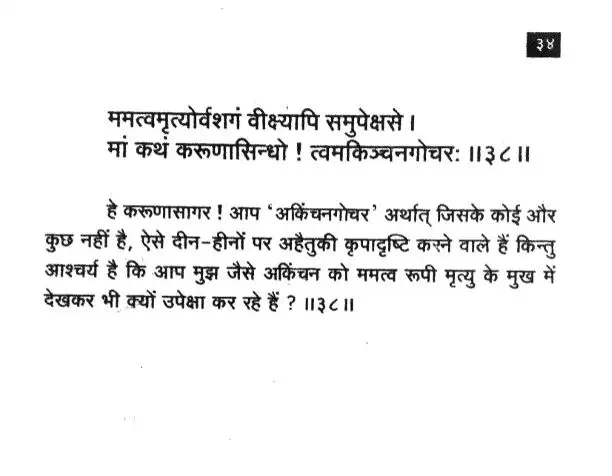 ३४
ममत्वमृत्योर्वशगं वीक्ष्यापि समुपेक्षसे ।
मां कथं करूणासिन्धो ! त्वमकिञ्चनगोचरः ॥३८॥
हे करूणासागर ! आप ‘अकिंचनगोचर’ अर्थात् जिसके कोई और
कुछ नहीं है, ऐसे दीन-हीनों पर अहैतुकी कृपादृष्टि करने वाले हैं किन्तु
आश्चर्य है कि आप मुझ जैसे अकिंचन को ममत्व रूपी मृत्यु के मुख में
देखकर भी क्यों उपेक्षा कर रहे हैं ? ॥३८॥